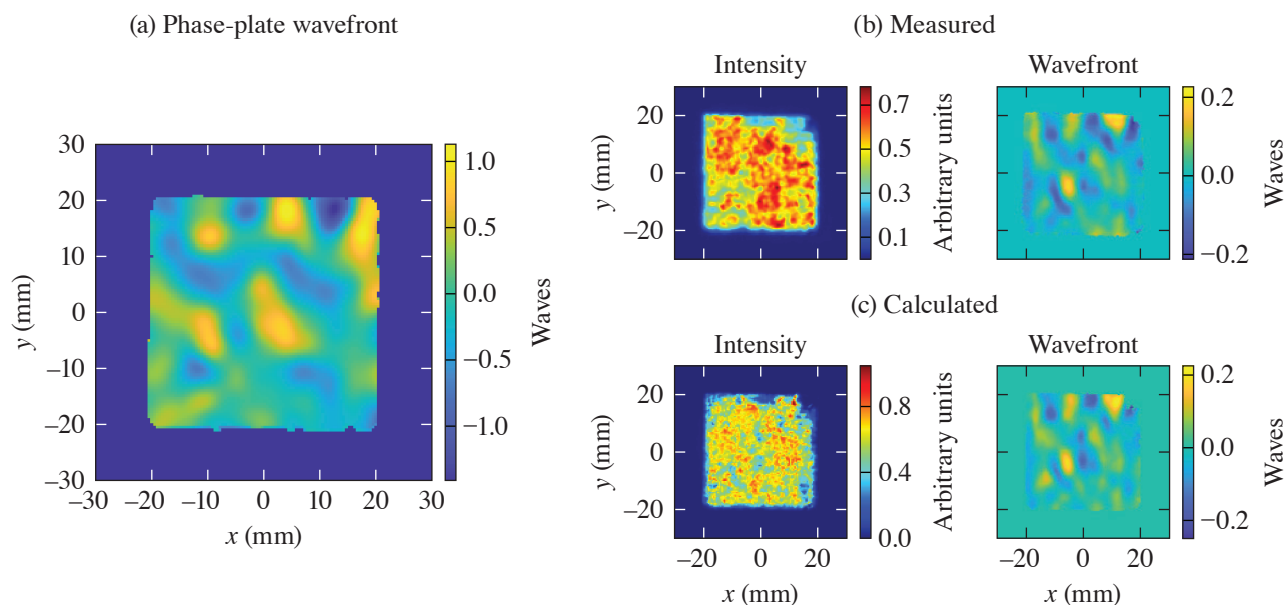 (a) Phase-plate wavefront
30
20
10
0
−10
−20
−30
y (mm)
−30 −20 −10 0 10 20 30
x (mm)
1.0
0.5
0.0
−0.5
−1.0
Waves
(b) Measured
Intensity
20
0
−20
y (mm)
0.7
0.5
0.3
0.1
Arbitrary units
Wavefront
0.2
0.0
−0.2
Waves
(c) Calculated
Intensity
20
0
−20
y (mm)
−20 0 20
x (mm)
0.8
0.4
0.0
Arbitrary units
Wavefront
−20 0 20
x (mm)
0.2
0.0
−0.2
Waves